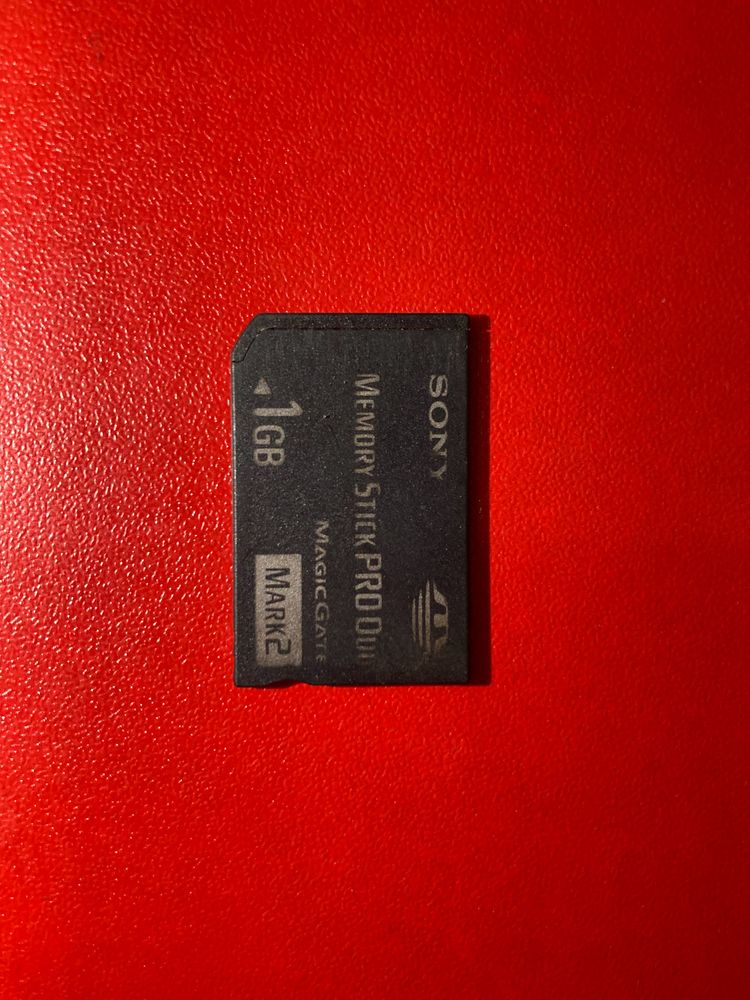 SONY
MEMORY STICK PRO DUO
MAGICGATE
◄1GB
MARK2